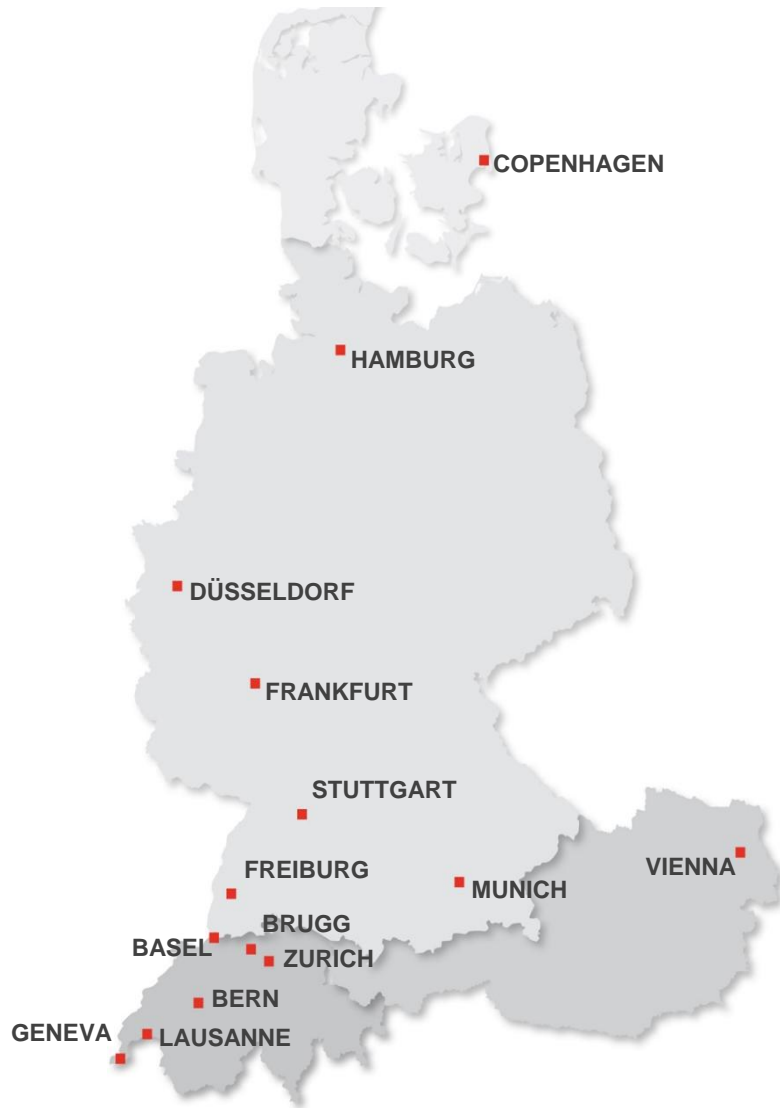 COPENHAGEN
HAMBURG
DÜSSELDORF
FRANKFURT
STUTTGART
VIENNA
FREIBURG
MUNICH
BRUGG
BASEL
ZURICH
BERN
GENEVA
LAUSANNE